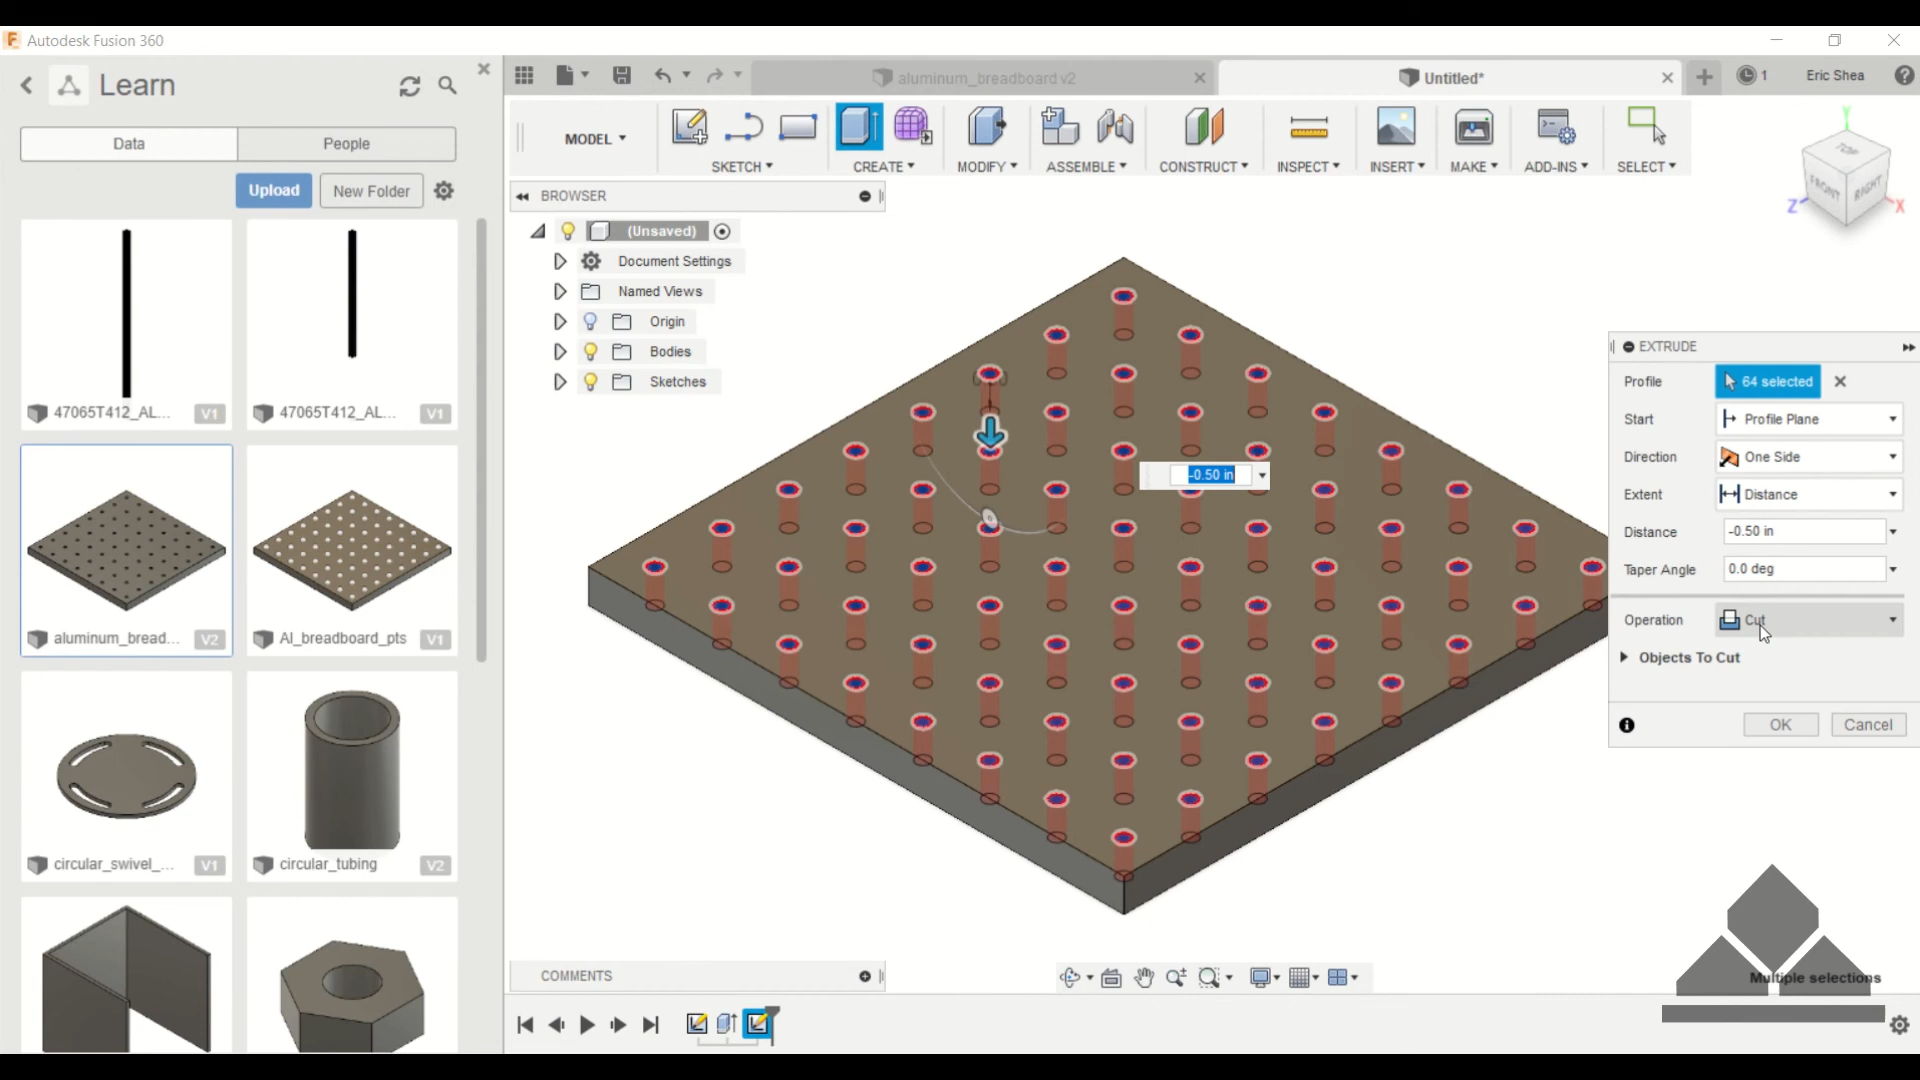 F Autodesk Fusion 360
Learn
Data
People
Upload
New Folder
47065T412_AL...
V1
47065T412_AL...
V1
aluminum_bread...
V2
Al_breadboard_pts
V1
circular_swivel_...
V1
circular_tubing
V2
aluminum_breadboard v2
Untitled*
1
Eric Shea
MODEL
SKETCH
CREATE
MODIFY
ASSEMBLE
CONSTRUCT
INSPECT
INSERT
MAKE
ADD-INS
SELECT
BROWSER
(Unsaved)
Document Settings
Named Views
Origin
Bodies
Sketches
Y
TOP
FRONT
RIGHT
Z
X
-0.50 in
EXTRUDE
Profile
64 selected
Start
Profile Plane
Direction
One Side
Extent
Distance
Distance
-0.50 in
Taper Angle
0.0 deg
Operation
Cut
Objects To Cut
OK
Cancel
COMMENTS
Multiple selections